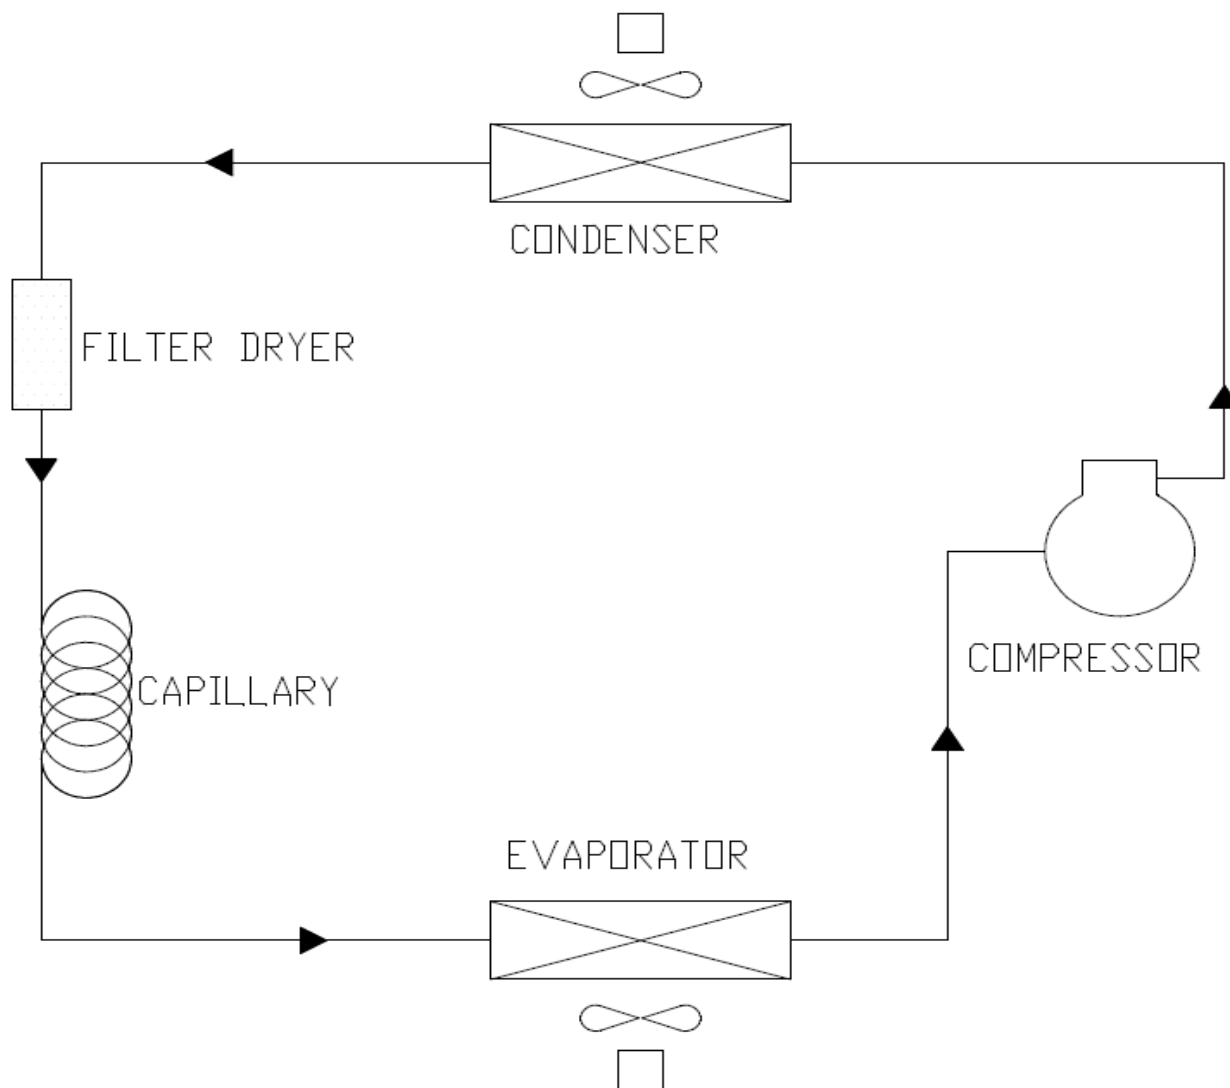 CONDENSER
FILTER DRYER
COMPRESSOR
CAPILLARY
EVAPORATOR